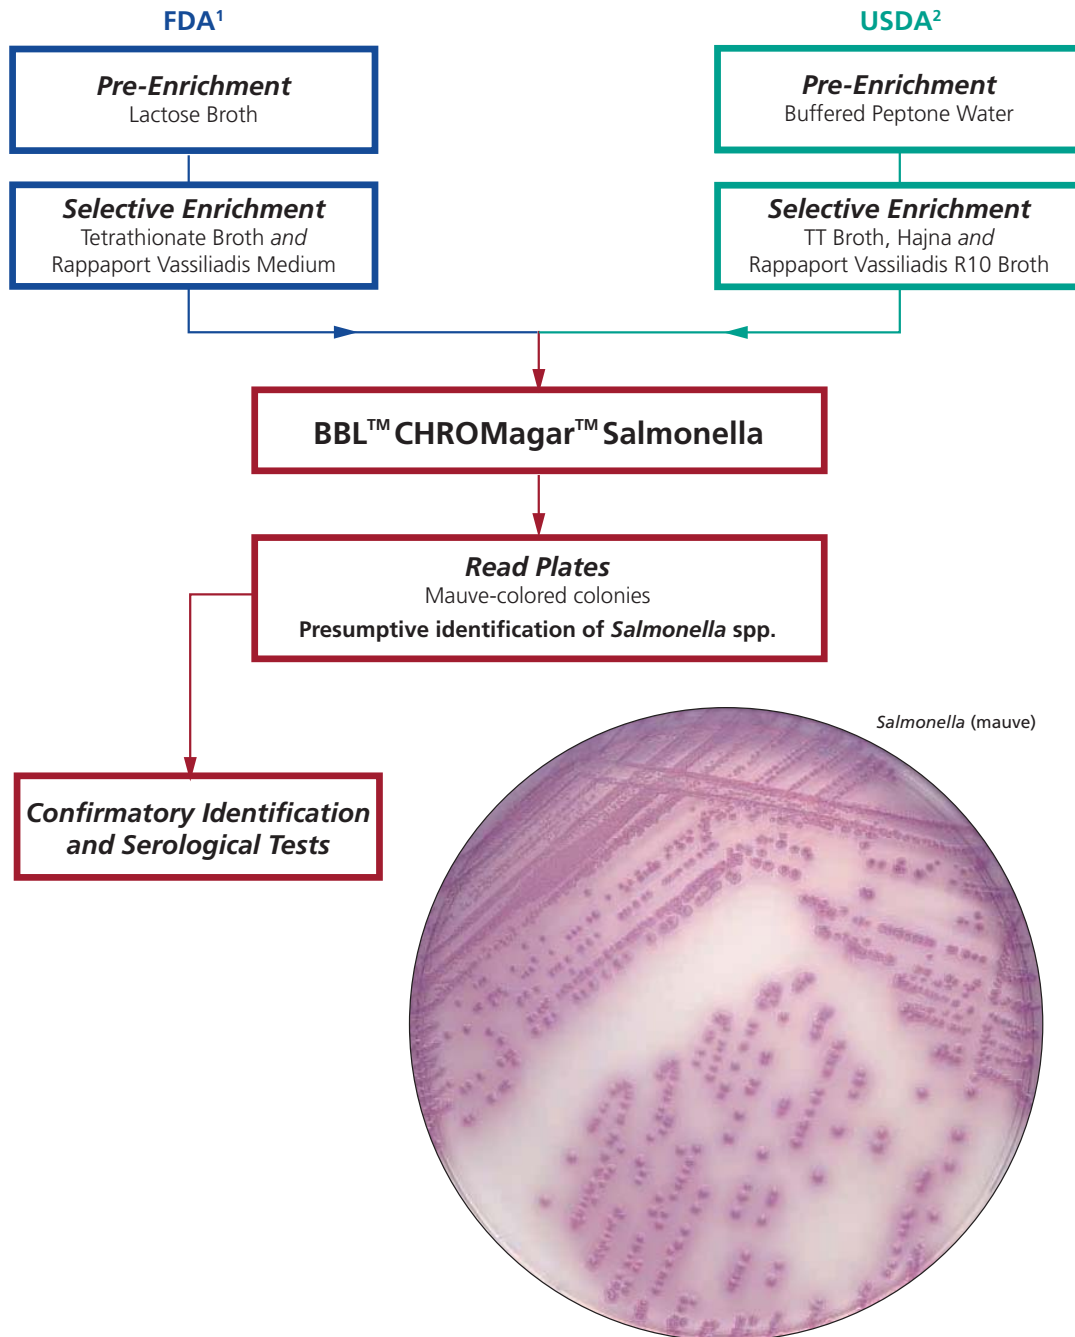 FDA¹
Pre-Enrichment
Lactose Broth
Selective Enrichment
Tetrathionate Broth and
Rappaport Vassiliadis Medium
USDA²
Pre-Enrichment
Buffered Peptone Water
Selective Enrichment
TT Broth, Hajna and
Rappaport Vassiliadis R10 Broth
BBL™ CHROMagar™ Salmonella
Read Plates
Mauve-colored colonies
Presumptive identification of Salmonella spp.
Salmonella (mauve)
Confirmatory Identification
and Serological Tests